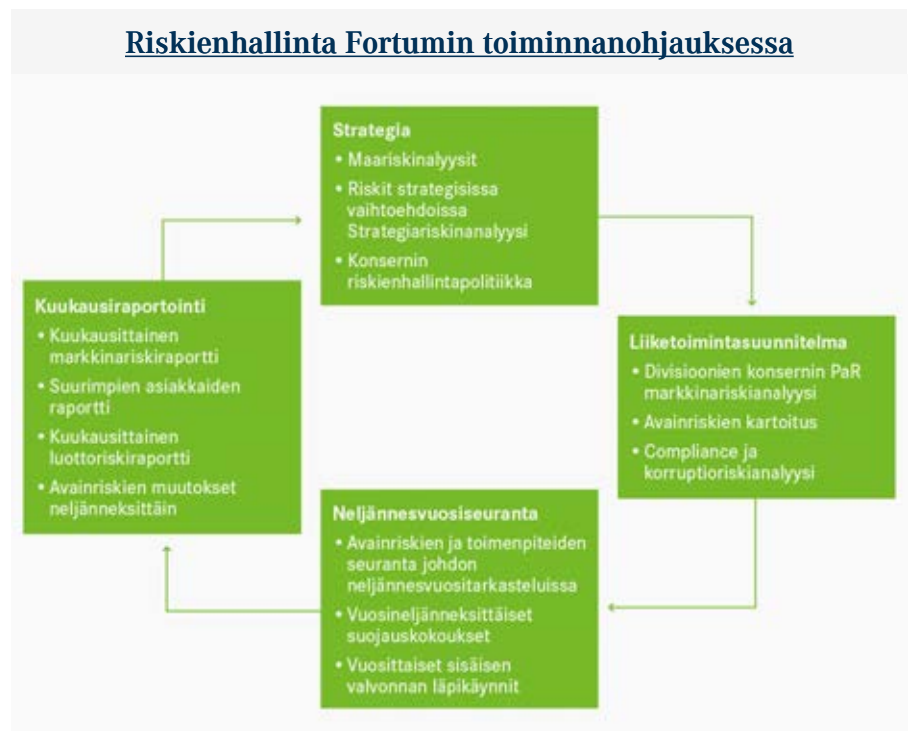 Riskienhallinta Fortumin toiminnanohjauksessa
Strategia
• Maariskinalyysit
• Riskit strategisissa
vaihtoehdoissa
Strategiariskinanalyysi
• Konsernin
riskienhallintapolitiikka
Liiketoimintasuunnitelma
• Divisioonien konsernin PaR
markkinariskianalyysi
• Avainriskien kartoitus
• Compliance ja
korruptioriskianalyysi
Neljännesvuosiseuranta
• Avainriskien ja toimenpiteiden
seuranta johdon
neljännesvuositarkasteluissa
• Vuosineljänneksittäiset
suojauskokoukset
• Vuosittaiset sisäisen
valvonnan läpikäynnit
Kuukausiraportointi
• Kuukausittainen
markkinariskiraportti
• Suurimpien asiakkaiden
raportti
• Kuukausittainen
luottoriskiraportti
• Avainriskien muutokset
neljänneksittäin